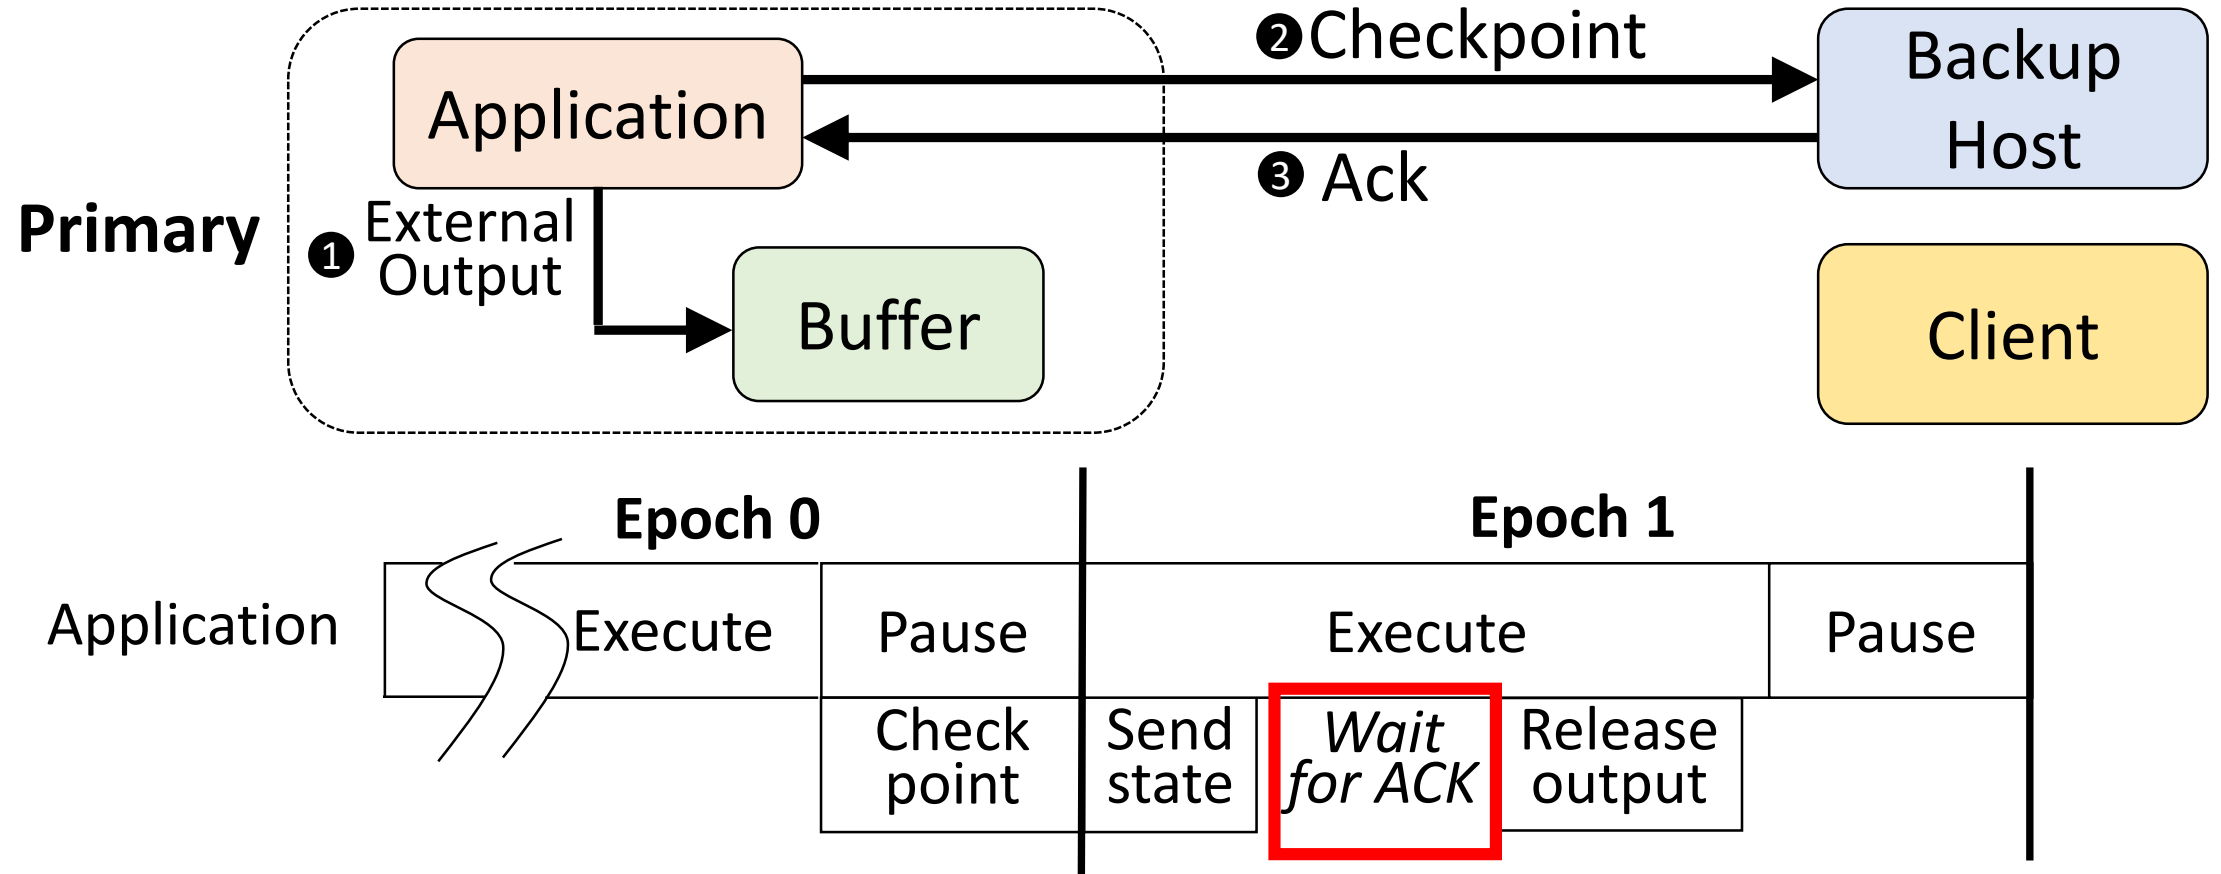 ❷Checkpoint
Backup
Host
Application
❸ Ack
Primary
❶
External
Output
Buffer
Client
Epoch 0
Epoch 1
Application
Execute
Pause
Execute
Pause
Check
point
Send
state
Wait
for ACK
Release
output